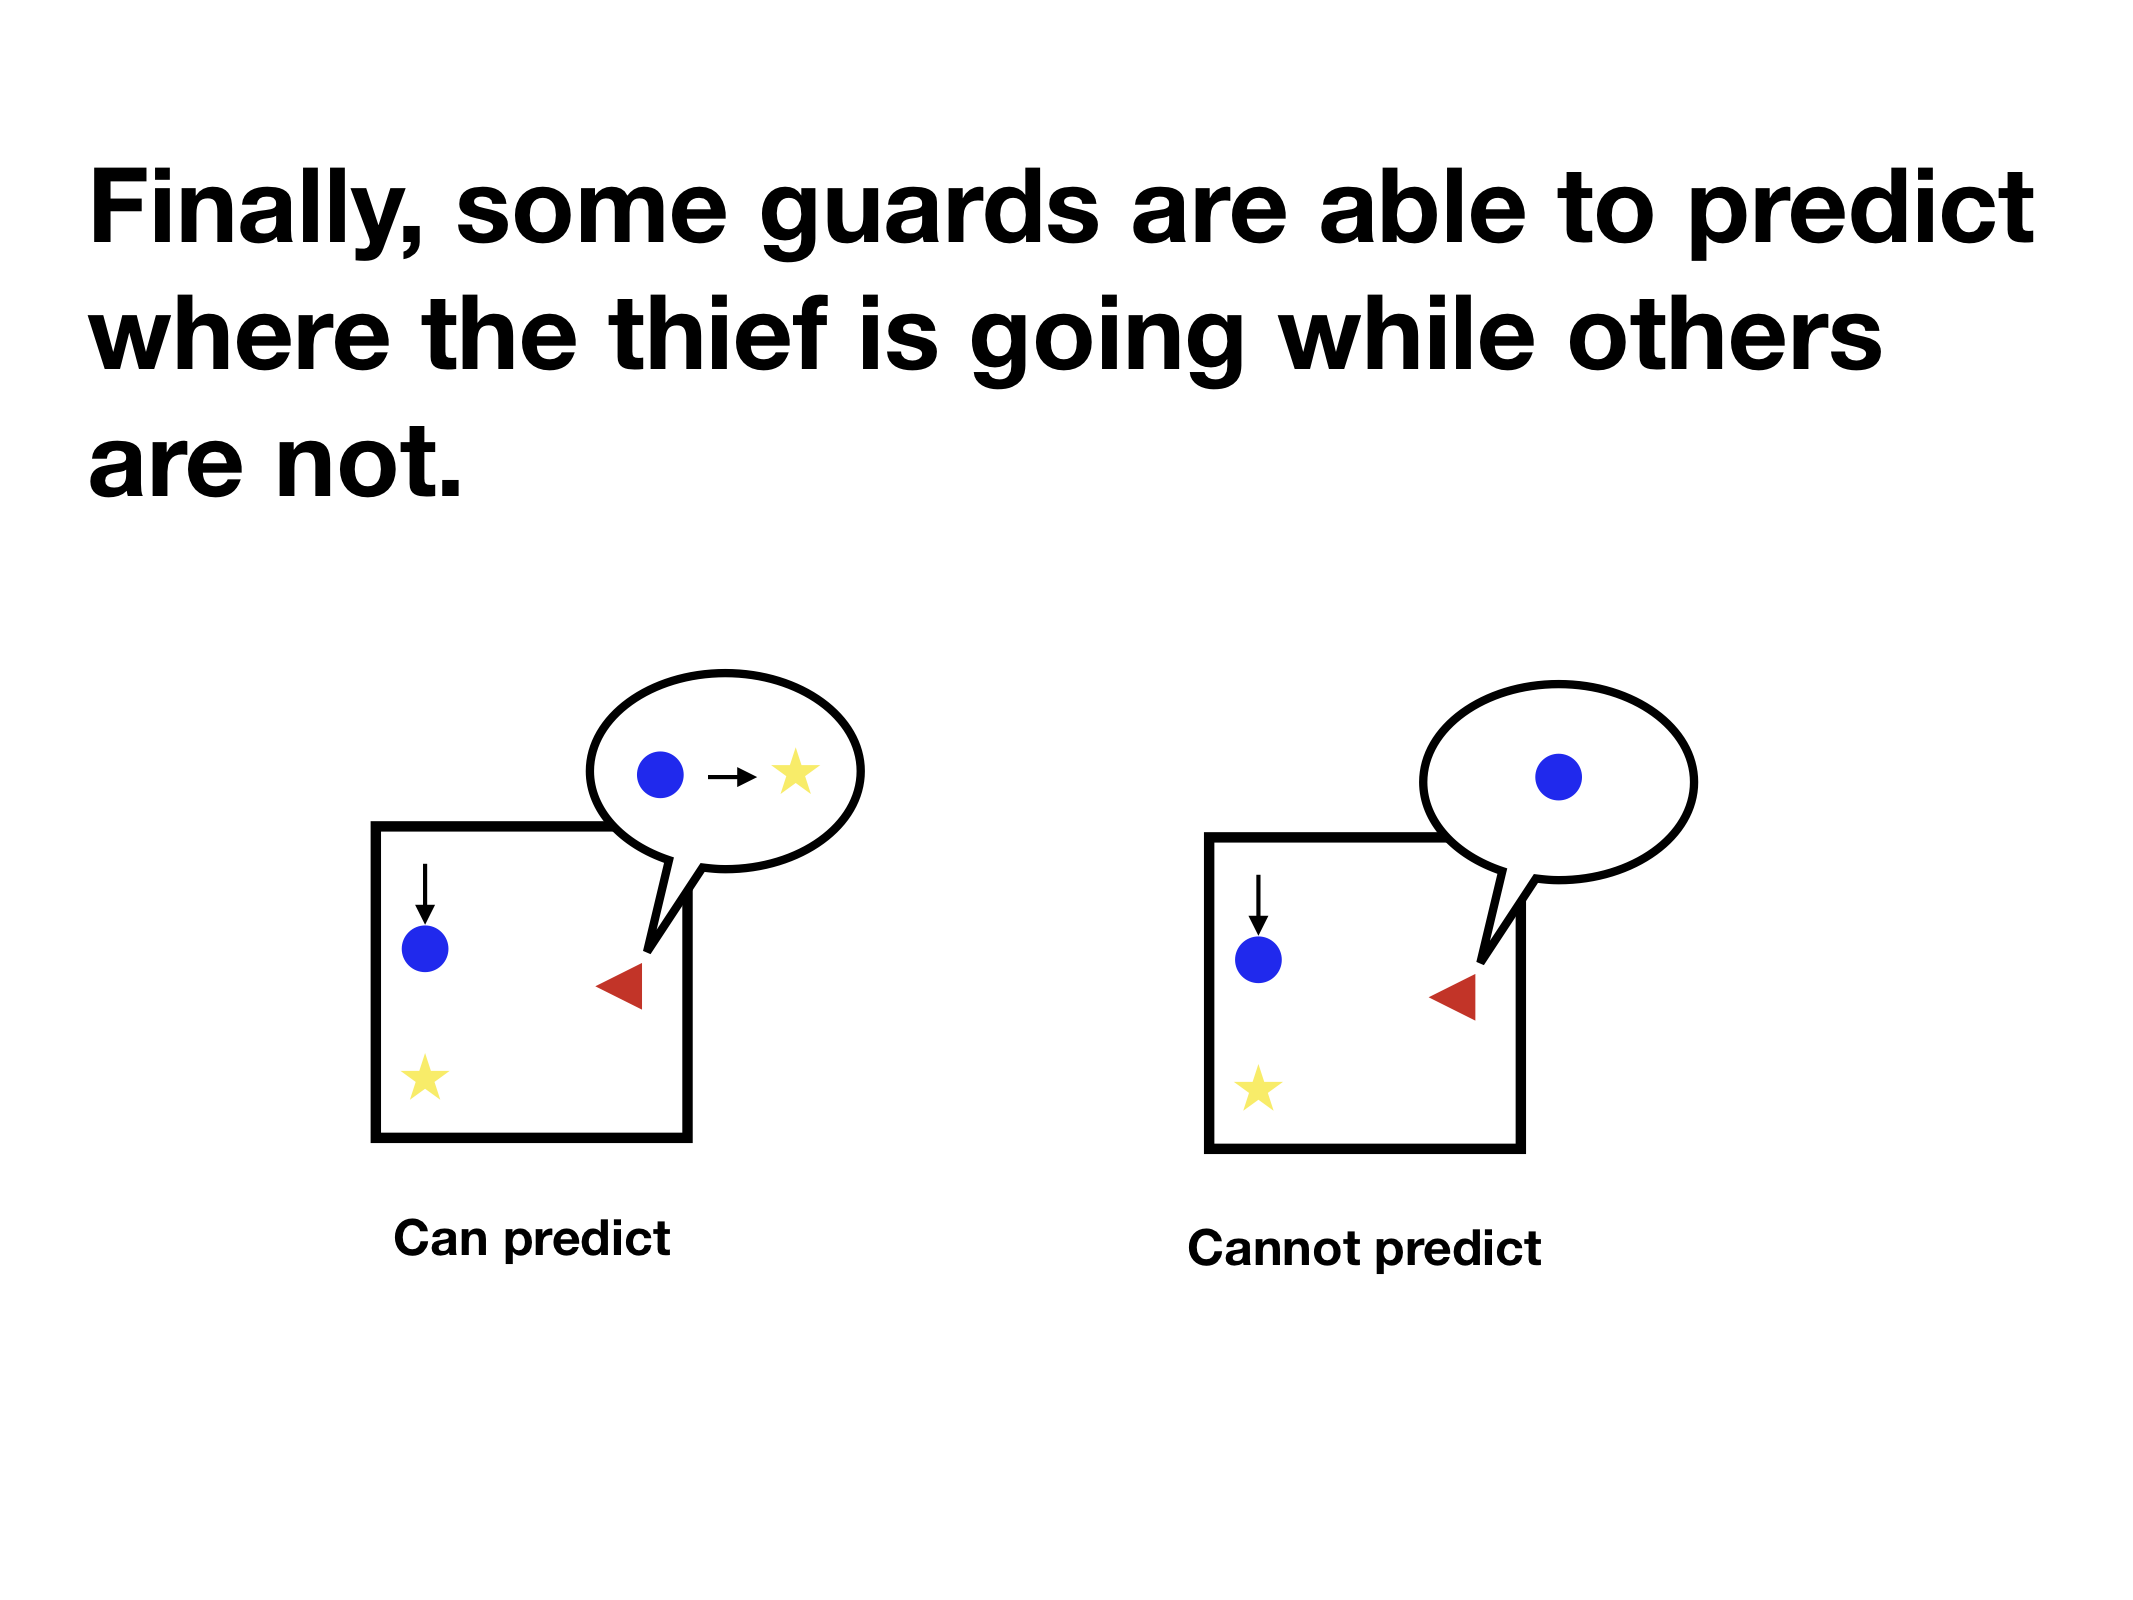 Finally, some guards are able to predict
where the thief is going while others
are not.
Can predict
Cannot predict